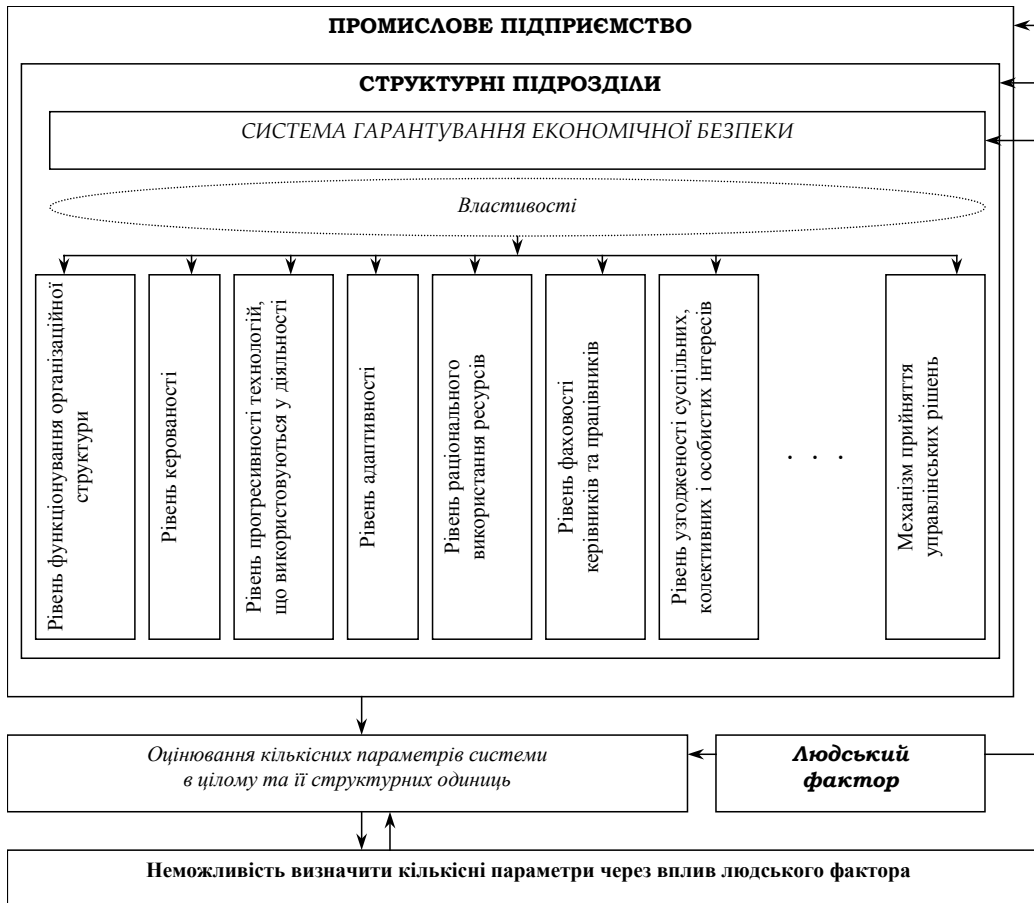 ПРОМИСЛОВЕ ПІДПРИЄМСТВО
СТРУКТУРНІ ПІДРОЗДІЛИ
СИСТЕМА ГАРАНТУВАННЯ ЕКОНОМІЧНОЇ БЕЗПЕКИ
Властивості
Рівень функціонування організаційної
структури
Рівень керованості
Рівень прогресивності технологій,
що використовуються у діяльності
Рівень адаптивності
Рівень раціонального
використання ресурсів
Рівень фаховості
керівників та працівників
Рівень узгодженості суспільних,
колективних і особистих інтересів
. . .
Механізм прийняття
управлінських рішень
Оцінювання кількісних параметрів системи
в цілому та її структурних одиниць
Людський
фактор
Неможливість визначити кількісні параметри через вплив людського фактора